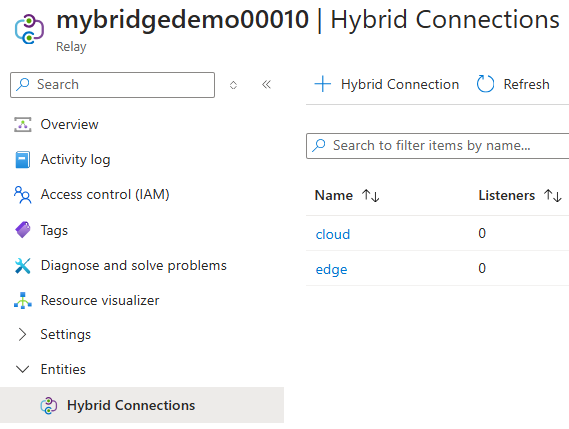 mybridgedemo00010 | Hybrid Connections
Relay
Search
Overview
Activity log
Access control (IAM)
Tags
Diagnose and solve problems
Resource visualizer
Settings
Entities
Hybrid Connections
Hybrid Connection Refresh
Search to filter items by name...
Name Listeners
cloud 0
edge 0